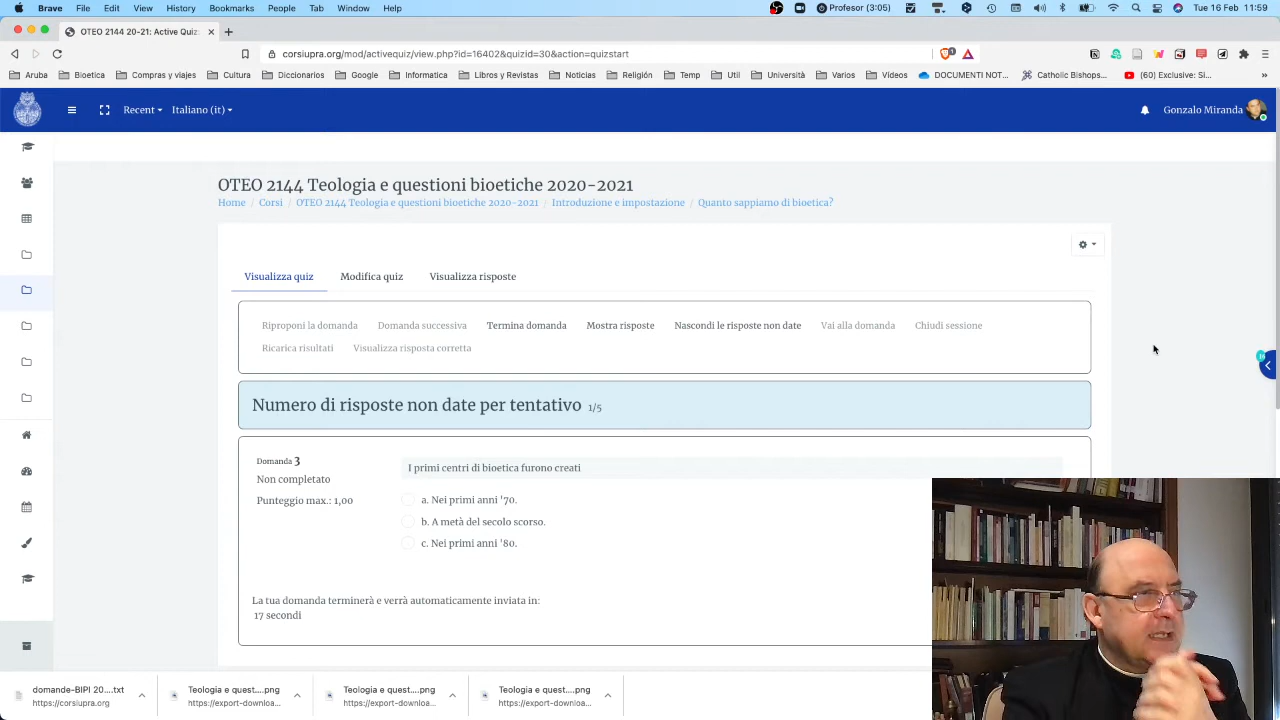 Brave File Edit View History Bookmarks People Tab Window Help Profesor (3:05) Tue 16 Feb 11:59
OTEO 2144 20-21: Active Quiz
corsiupra.org/mod/activequiz/view.php?id=16402&quizid=30&action=quizstart 1
Aruba Bioetica Compras y viajes Cultura Diccionarios Google Informatica Libros y Revistas Noticias Religión Temp Util Università Varios Vídeos DOCUMENTI NOT... Catholic Bishops... (60) Exclusive: Si... >>
Recent Italiano (it) Gonzalo Miranda
OTEO 2144 Teologia e questioni bioetiche 2020-2021
Home / Corsi / OTEO 2144 Teologia e questioni bioetiche 2020-2021 / Introduzione e impostazione / Quanto sappiamo di bioetica?
Visualizza quiz Modifica quiz Visualizza risposte
Riproponi la domanda Domanda successiva Termina domanda Mostra risposte Nascondi le risposte non date Vai alla domanda Chiudi sessione
Ricarica risultati Visualizza risposta corretta
Numero di risposte non date per tentativo 1/5
Domanda 3
Non completato
Punteggio max.: 1,00
I primi centri di bioetica furono creati
a. Nei primi anni '70.
b. A metà del secolo scorso.
c. Nei primi anni '80.
La tua domanda terminerà e verrà automaticamente inviata in:
17 secondi
domande-BIPI 20....txt Teologia e quest....png Teologia e quest....png Teologia e quest....png
https://corsiupra.org https://export-downloa... https://export-downloa... https://export-downloa...